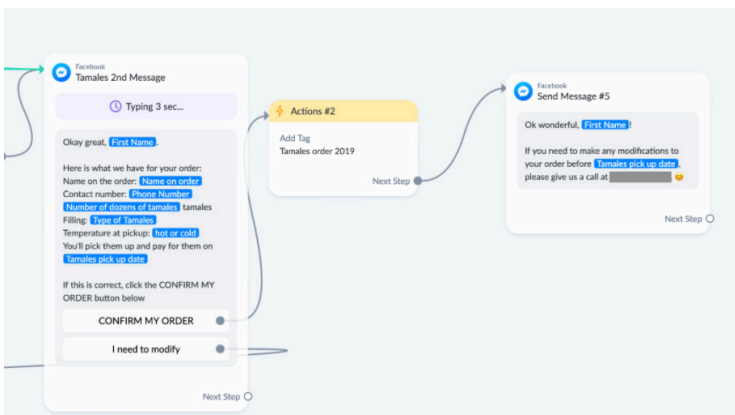 Facebook
Tamales 2nd Message
Typing 3 sec...
Okay great, First Name.
Here is what we have for your order:
Name on the order: Name on order
Contact number: Phone Number
Number of dozens of tamales tamales
Filling: Type of Tamales
Temperature at pickup: hot or cold
You'll pick them up and pay for them on
Tamales pick up date
If this is correct, click the CONFIRM MY
ORDER button below
CONFIRM MY ORDER
I need to modify
Next Step
Actions #2
Add Tag
Tamales order 2019
Next Step
Facebook
Send Message #5
Ok wonderful, First Name!
If you need to make any modifications to
your order before Tamales pick up date,
please give us a call at 😊
Next Step